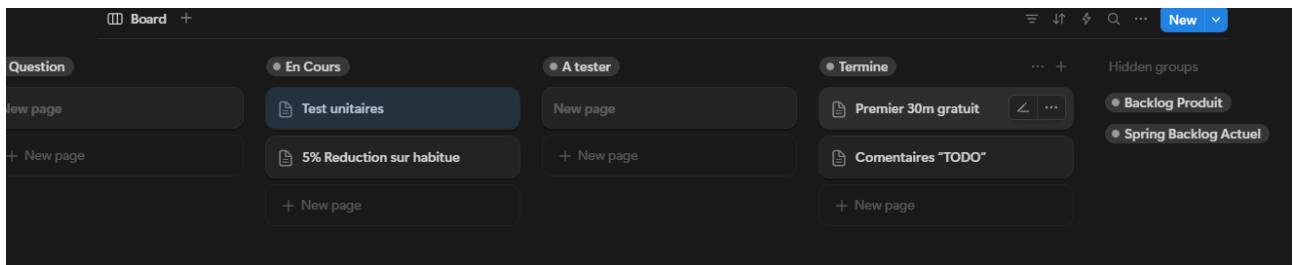 Board
New
Question
En Cours
A tester
Termine
Hidden groups
New page
Test unitaires
New page
Premier 30m gratuit
Backlog Produit
Spring Backlog Actuel
New page
5% Reduction sur habitue
New page
Comentaires "TODO"
New page
New page